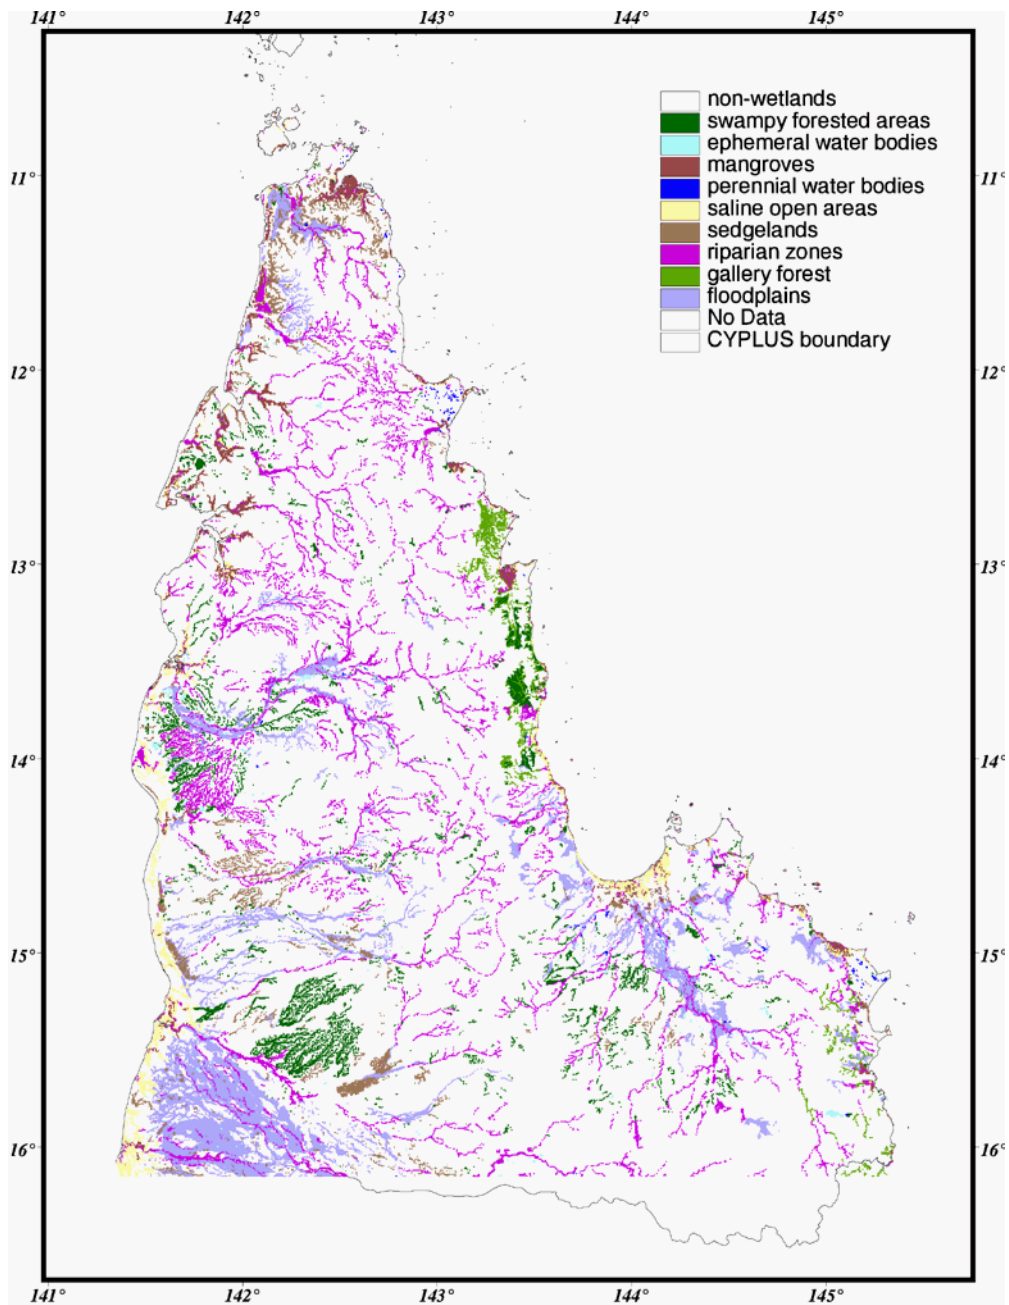 141° 142° 143° 144° 145°
non-wetlands
swampy forested areas
ephemeral water bodies
mangroves
perennial water bodies
saline open areas
sedgelands
riparian zones
gallery forest
floodplains
No Data
CYPLUS boundary
11° 11°
12° 12°
13° 13°
14° 14°
15° 15°
16° 16°
141° 142° 143° 144° 145°